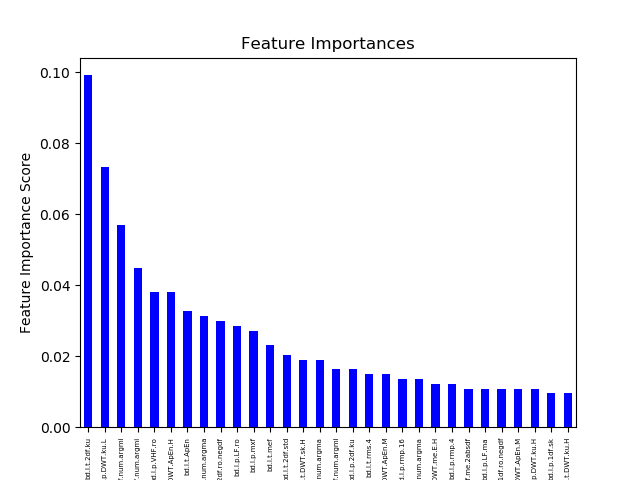 Feature Importances
Feature Importance Score
0.10
0.08
0.06
0.04
0.02
0.00
bd.l.t.2df.ku
p.DWT.ku.L
f.num.argmi
.num.argmi
d.l.p.VHF.ro
DWT.ApEn.H
bd.l.t.ApEn
.num.argma
2df.ro.negdf
bd.l.p.LF.ro
bd.l.p.mxf
bd.l.t.mef
bd.l.t.2df.std
.t.DWT.sk.H
num.argma
.num.argmi
bd.l.p.2df.ku
bd.l.t.rms.4
DWT.ApEn.M
d.l.p.rmp.16
num.argma
DWT.me.E.H
bd.l.p.rmp.4
f.me.2absdf
d.l.p.LF.ma
1df.ro.negdf
DWT.ApEn.M
p.DWT.ku.H
bd.l.p.1df.sk
.t.DWT.ku.H